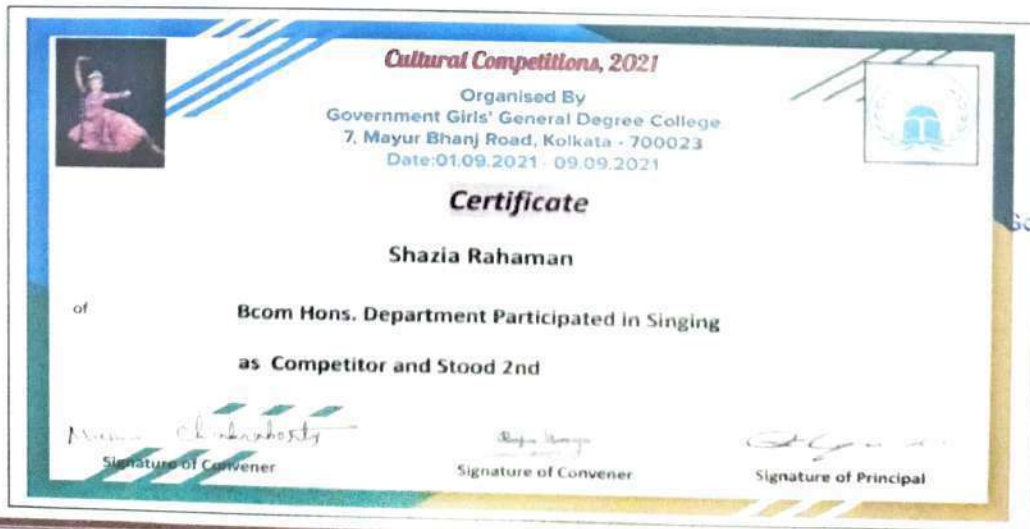 Cultural Competitions, 2021
Organised By
Government Girls' General Degree College
7, Mayur Bhanj Road, Kolkata - 700023
Date:01.09.2021 - 09.09.2021
Certificate
Shazia Rahaman
of Bcom Hons. Department Participated in Singing
as Competitor and Stood 2nd
Chakraborty
Signature of Convener Signature of Convener Signature of Principal